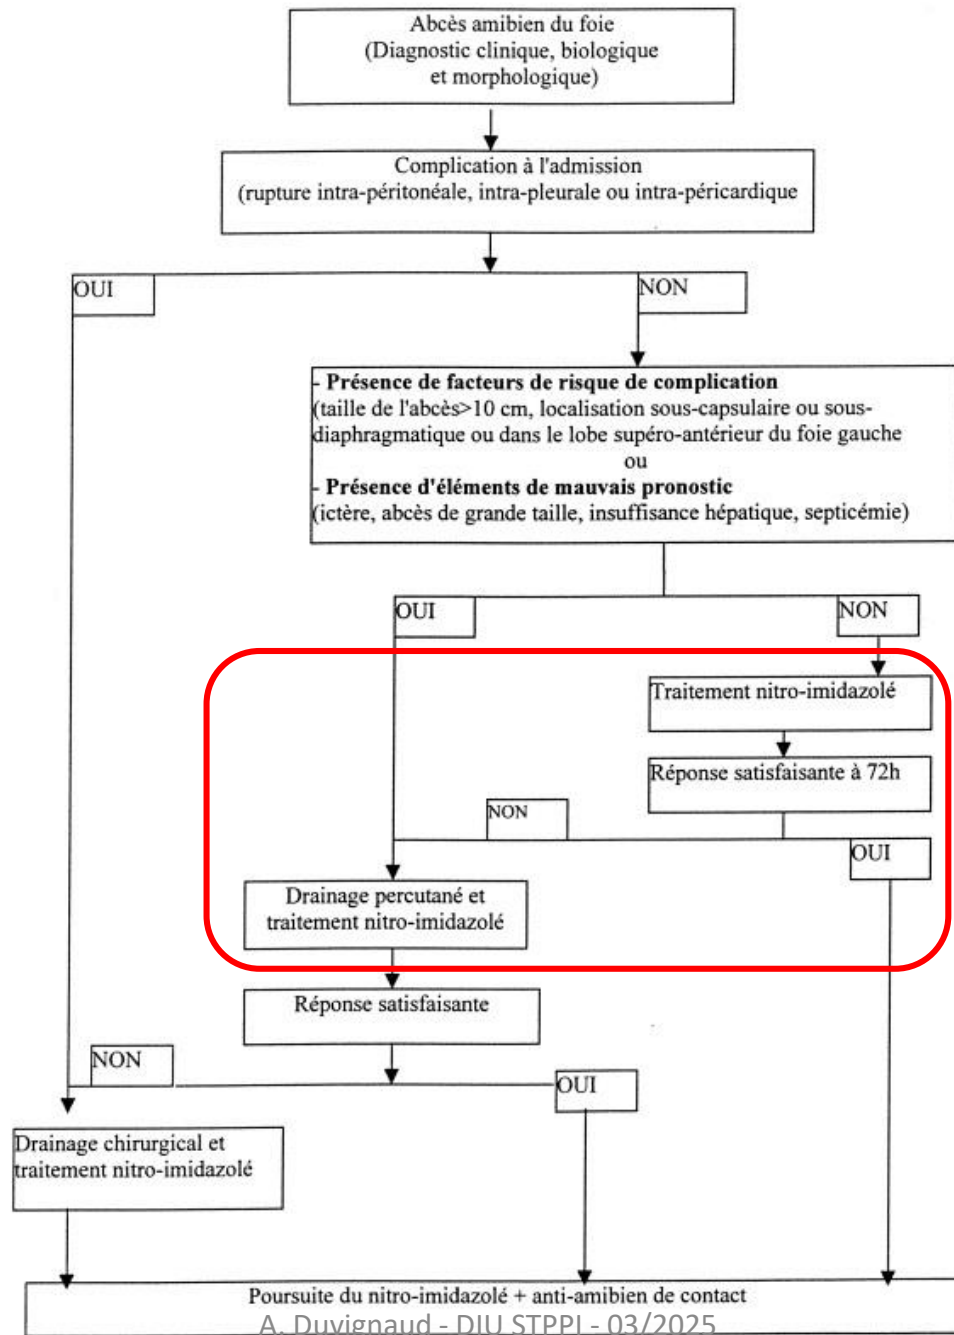 Abcès amibien du foie
(Diagnostic clinique, biologique
et morphologique)
Complication à l'admission
(rupture intra-péritonéale, intra-pleurale ou intra-péricardique
OUI
NON
- Présence de facteurs de risque de complication
(taille de l'abcès>10 cm, localisation sous-capsulaire ou sous-
diaphragmatique ou dans le lobe supéro-antérieur du foie gauche
ou
- Présence d'éléments de mauvais pronostic
(ictère, abcès de grande taille, insuffisance hépatique, septicémie)
OUI
NON
Traitement nitro-imidazolé
Réponse satisfaisante à 72h
NON
OUI
Drainage percutané et
traitement nitro-imidazolé
Réponse satisfaisante
NON
OUI
Drainage chirurgical et
traitement nitro-imidazolé
Poursuite du nitro-imidazolé + anti-amibien de contact
A. Duvignaud - DIU STPPI - 03/2025